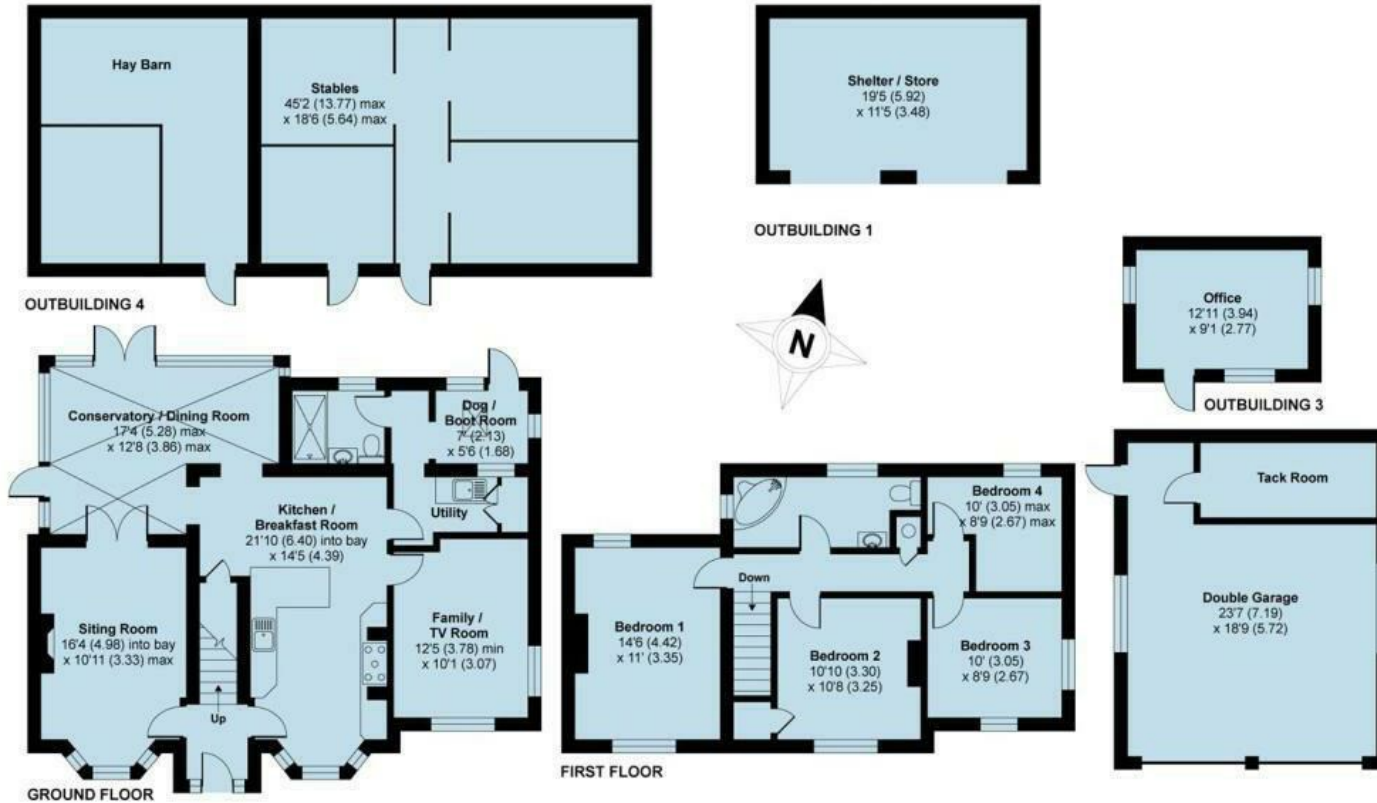 Hay Barn
Stables
45'2 (13.77) max
x 18'6 (5.64) max
OUTBUILDING 4
Shelter / Store
19'5 (5.92)
x 11'5 (3.48)
OUTBUILDING 1
N
Office
12'11 (3.94)
x 9'1 (2.77)
OUTBUILDING 3
Conservatory / Dining Room
17'4 (5.28) max
x 12'8 (3.86) max
Dog /
Boot Room
7' (2.13)
x 5'6 (1.68)
Utility
Kitchen /
Breakfast Room
21'10 (6.40) into bay
x 14'5 (4.39)
Siting Room
16'4 (4.98) into bay
x 10'11 (3.33) max
Family /
TV Room
12'5 (3.78) min
x 10'1 (3.07)
Up
GROUND FLOOR
Bedroom 4
10' (3.05) max
x 8'9 (2.67) max
Down
Bedroom 1
14'6 (4.42)
x 11' (3.35)
Bedroom 2
10'10 (3.30)
x 10'8 (3.25)
Bedroom 3
10' (3.05)
x 8'9 (2.67)
FIRST FLOOR
Tack Room
Double Garage
23'7 (7.19)
x 18'9 (5.72)